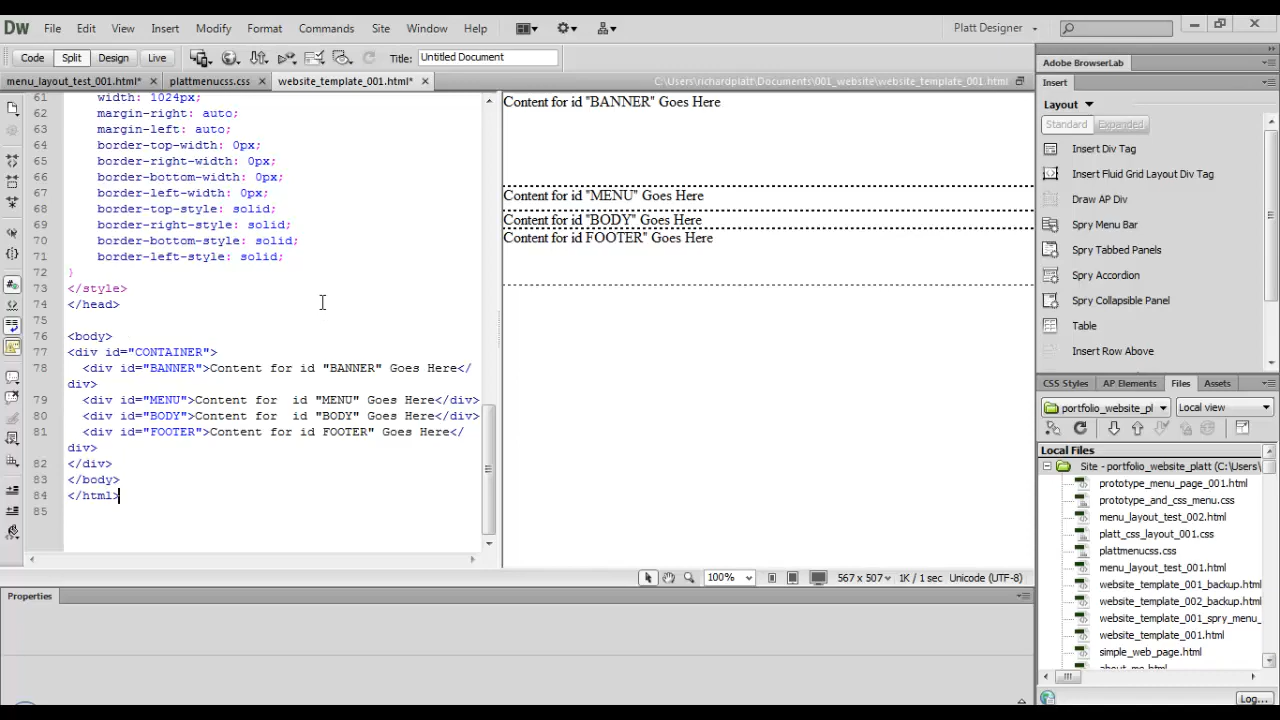 Dw File Edit View Insert Modify Format Commands Site Window Help Platt Designer
Code Split Design Live Title: Untitled Document
menu_layout_test_001.html* plattmenucss.css website_template_001.html* C:\Users\richardplatt\Documents\001_website\website_template_001.html
61 width: 1024px;
62 margin-right: auto;
63 margin-left: auto;
64 border-top-width: 0px;
65 border-right-width: 0px;
66 border-bottom-width: 0px;
67 border-left-width: 0px;
68 border-top-style: solid;
69 border-right-style: solid;
70 border-bottom-style: solid;
71 border-left-style: solid;
72 }
73 </style>
74 </head>
75
76 <body>
77 <div id="CONTAINER">
78 <div id="BANNER">Content for id "BANNER" Goes Here</
div>
79 <div id="MENU">Content for  id "MENU" Goes Here</div>
80 <div id="BODY">Content for  id "BODY" Goes Here</div>
81 <div id="FOOTER">Content for id FOOTER" Goes Here</
div>
82 </div>
83 </body>
84 </html>
85
Content for id "BANNER" Goes Here
Content for id "MENU" Goes Here
Content for id "BODY" Goes Here
Content for id FOOTER" Goes Here
100% 567 x 507 1K / 1 sec Unicode (UTF-8)
Properties
Adobe BrowserLab
Insert
Layout
Standard Expanded
Insert Div Tag
Insert Fluid Grid Layout Div Tag
Draw AP Div
Spry Menu Bar
Spry Tabbed Panels
Spry Accordion
Spry Collapsible Panel
Table
Insert Row Above
CSS Styles AP Elements Files Assets
portfolio_website_pl Local view
Local Files
Site - portfolio_website_platt (C:\Users\
prototype_menu_page_001.html
prototype_and_css_menu.css
menu_layout_test_002.html
platt_css_layout_001.css
plattmenucss.css
menu_layout_test_001.html
website_template_001_backup.html
website_template_002_backup.html
website_template_001_spry_menu_
website_template_001.html
simple_web_page.html
about_me.html
Log...